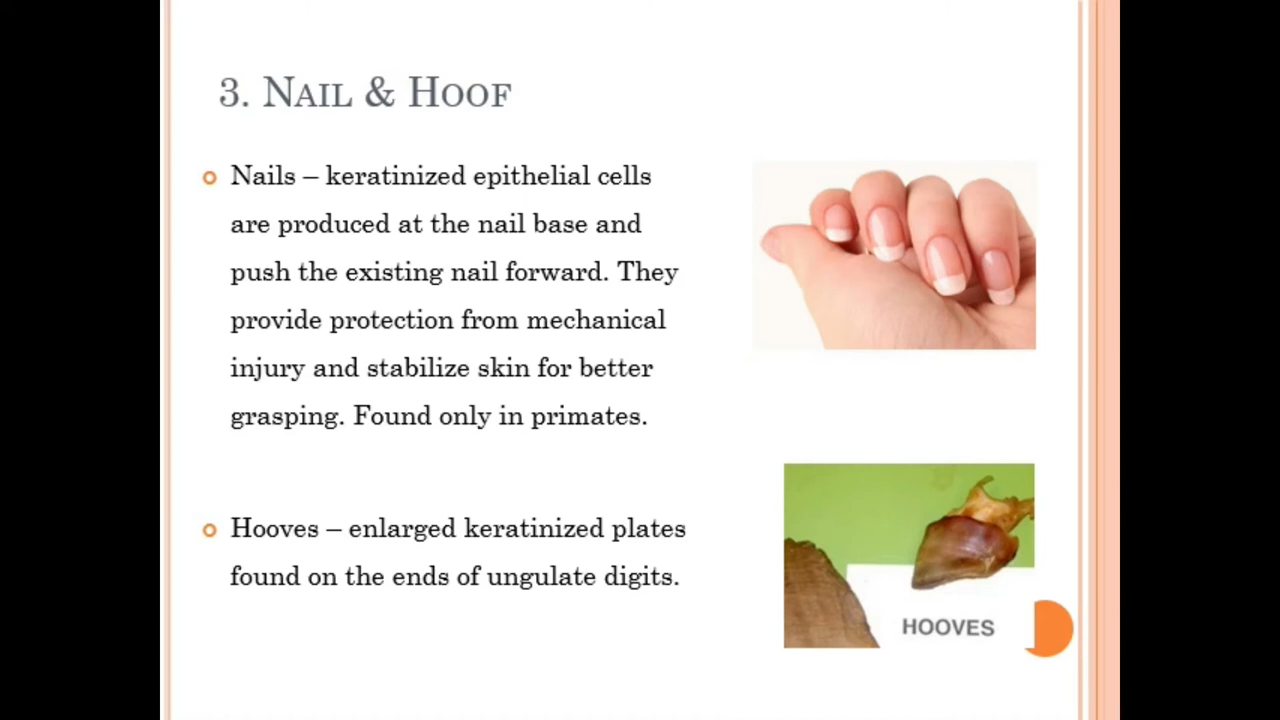 3. NAIL & HOOF
Nails – keratinized epithelial cells
are produced at the nail base and
push the existing nail forward. They
provide protection from mechanical
injury and stabilize skin for better
grasping. Found only in primates.
Hooves – enlarged keratinized plates
found on the ends of ungulate digits.
HOOVES